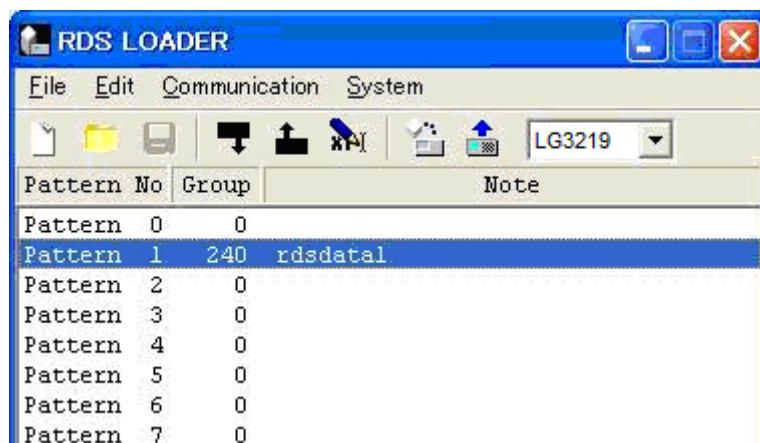 RDS LOADER
File Edit Communication System
LG3219
Pattern No Group Note
Pattern 0 0
Pattern 1 240 rdsdata1
Pattern 2 0
Pattern 3 0
Pattern 4 0
Pattern 5 0
Pattern 6 0
Pattern 7 0